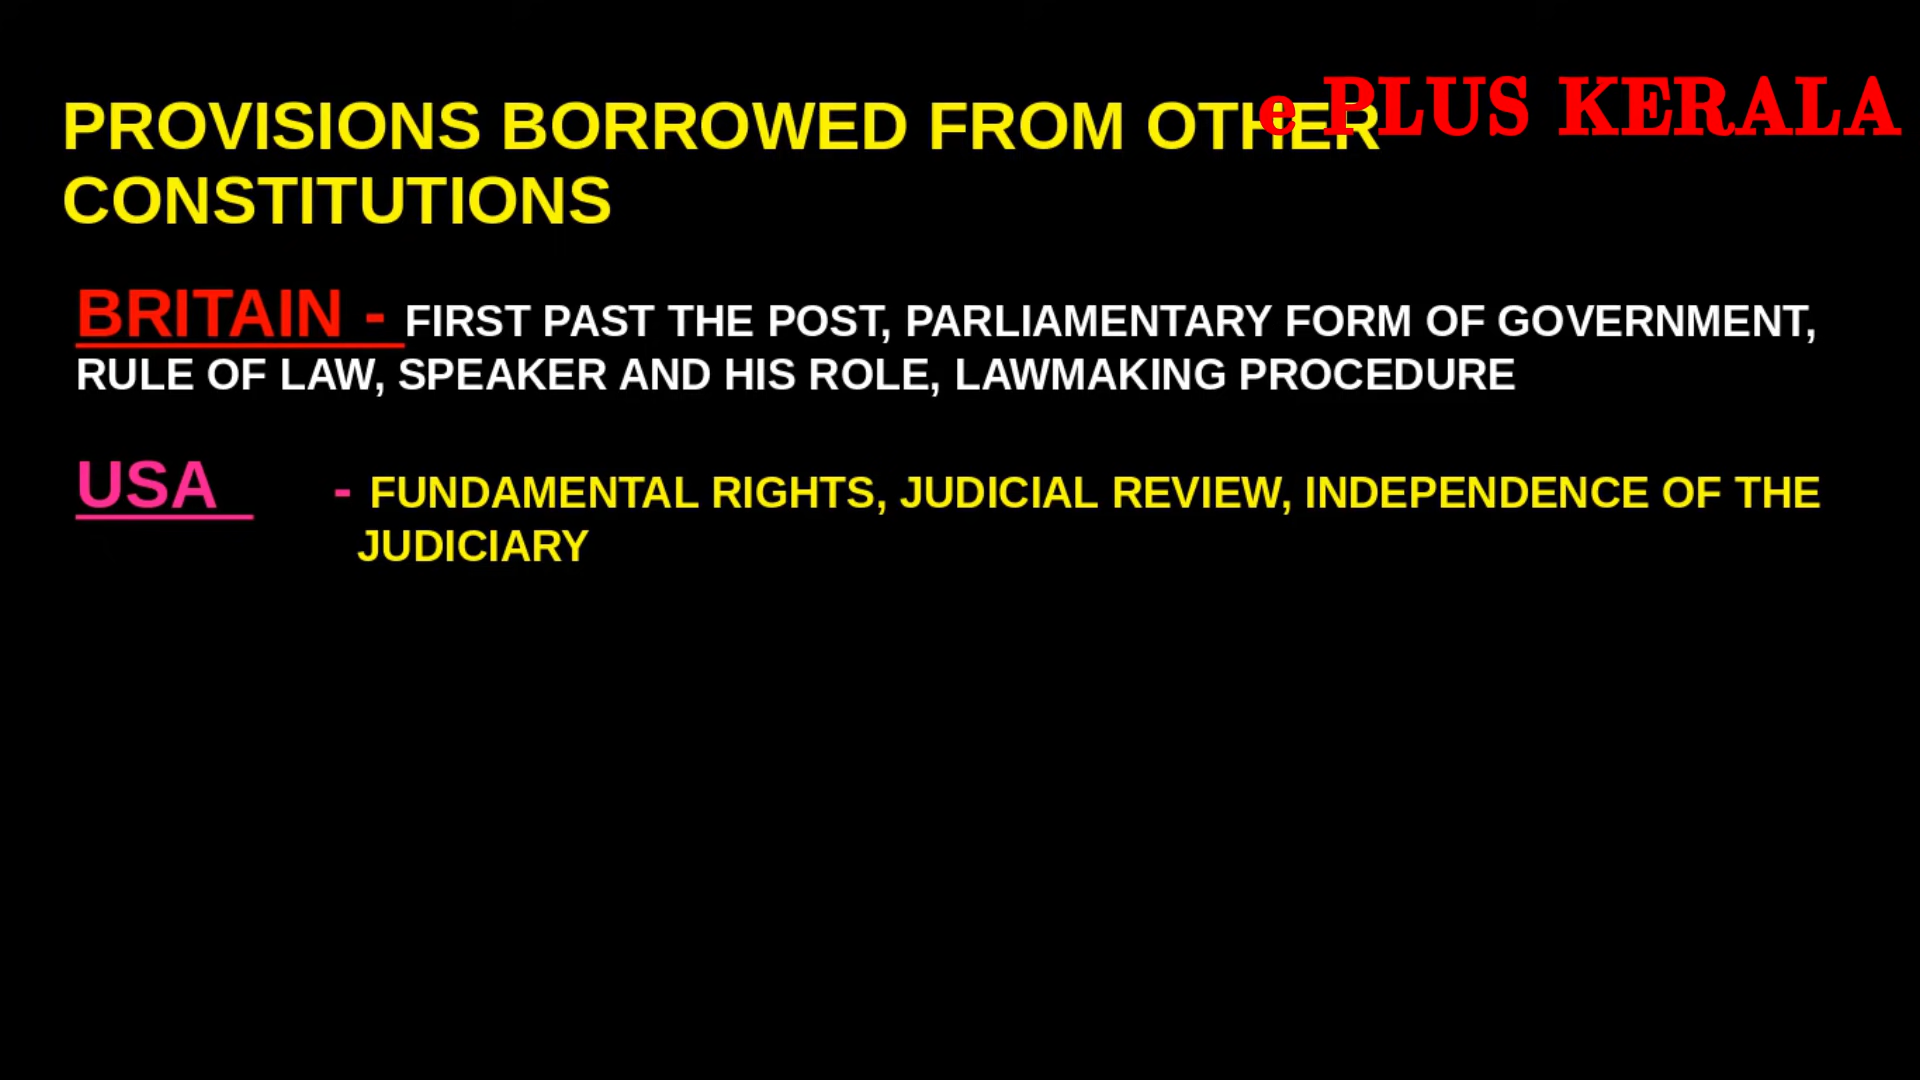 e PLUS KERALA
PROVISIONS BORROWED FROM OTHER
CONSTITUTIONS
BRITAIN - FIRST PAST THE POST, PARLIAMENTARY FORM OF GOVERNMENT,
RULE OF LAW, SPEAKER AND HIS ROLE, LAWMAKING PROCEDURE
USA - FUNDAMENTAL RIGHTS, JUDICIAL REVIEW, INDEPENDENCE OF THE
JUDICIARY